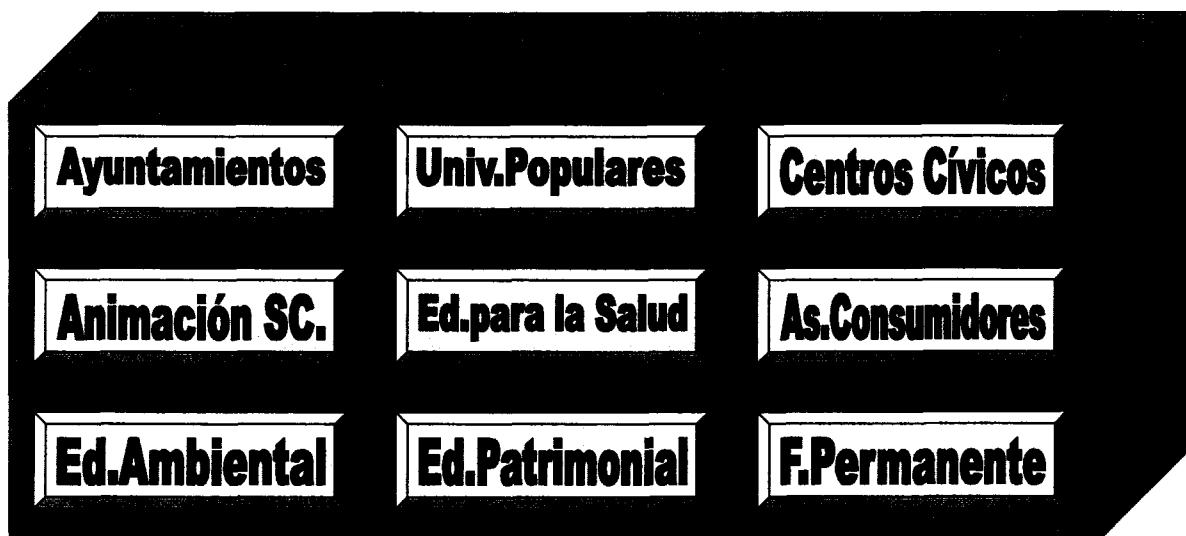 Ayuntamientos
Univ.Populares
Centros Cívicos
Animación SC.
Ed.para la Salud
As.Consumidores
Ed.Ambiental
Ed.Patrimonial
F.Permanente